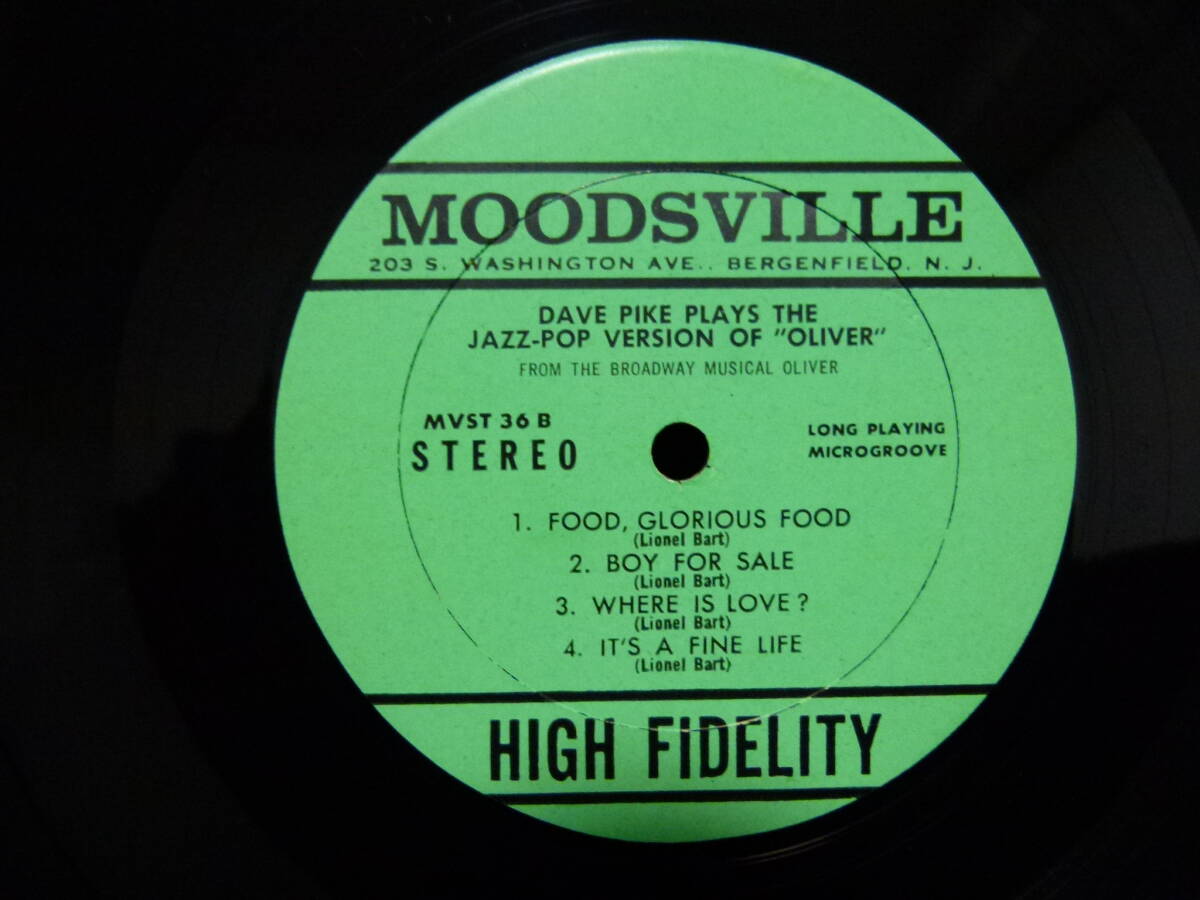 MOODSVILLE
203 S. WASHINGTON AVE., BERGENFIELD, N. J.
DAVE PIKE PLAYS THE
JAZZ-POP VERSION OF "OLIVER"
FROM THE BROADWAY MUSICAL OLIVER
MVST 36 B
STEREO
LONG PLAYING
MICROGROOVE
1. FOOD, GLORIOUS FOOD
(Lionel Bart)
2. BOY FOR SALE
(Lionel Bart)
3. WHERE IS LOVE?
(Lionel Bart)
4. IT'S A FINE LIFE
(Lionel Bart)
HIGH FIDELITY